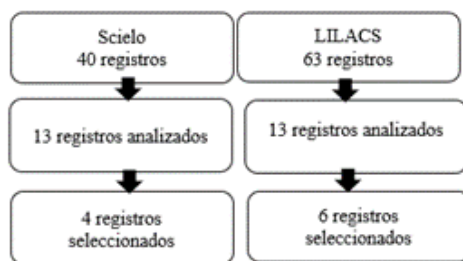 Scielo
40 registros
LILACS
63 registros
13 registros analizados
13 registros analizados
4 registros
seleccionados
6 registros
seleccionados